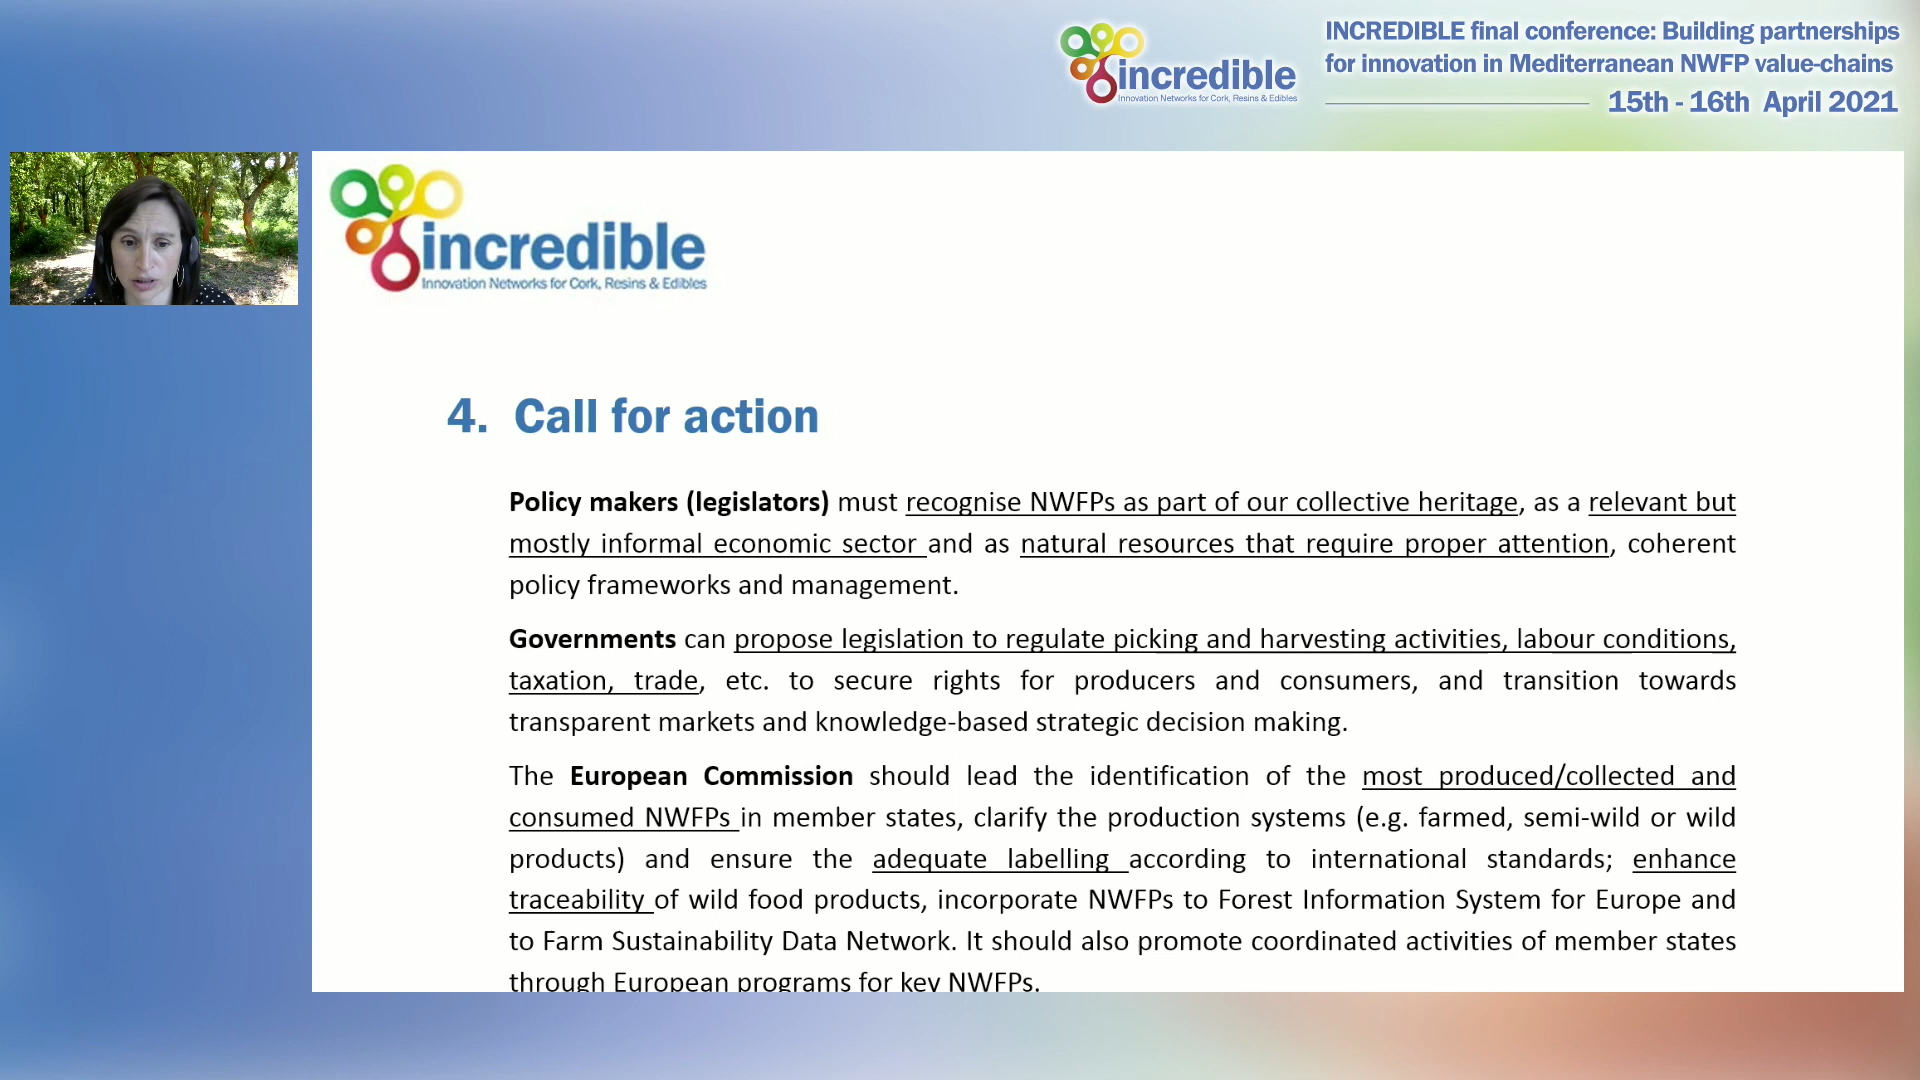 incredible
Innovation Networks for Cork, Resins & Edibles
INCREDIBLE final conference: Building partnerships
for innovation in Mediterranean NWFP value-chains
15th - 16th April 2021
incredible
Innovation Networks for Cork, Resins & Edibles
4. Call for action
Policy makers (legislators) must recognise NWFPs as part of our collective heritage, as a relevant but
mostly informal economic sector and as natural resources that require proper attention, coherent
policy frameworks and management.
Governments can propose legislation to regulate picking and harvesting activities, labour conditions,
taxation, trade, etc. to secure rights for producers and consumers, and transition towards
transparent markets and knowledge-based strategic decision making.
The European Commission should lead the identification of the most produced/collected and
consumed NWFPs in member states, clarify the production systems (e.g. farmed, semi-wild or wild
products) and ensure the adequate labelling according to international standards; enhance
traceability of wild food products, incorporate NWFPs to Forest Information System for Europe and
to Farm Sustainability Data Network. It should also promote coordinated activities of member states
through European programs for key NWFPs.